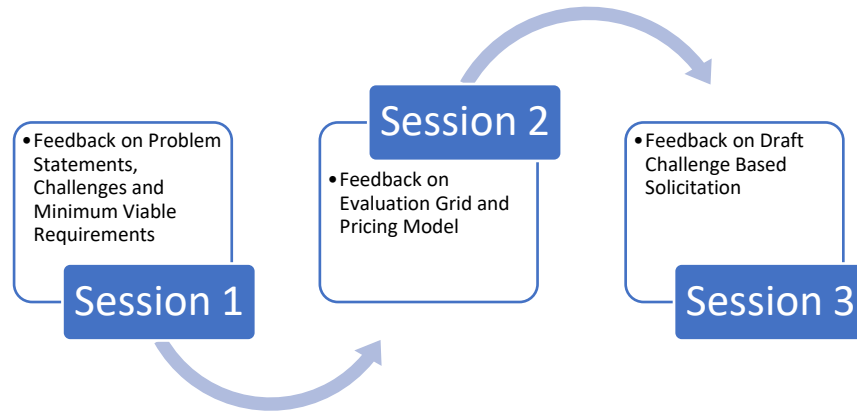 •Feedback on Problem
Statements,
Challenges and
Minimum Viable
Requirements
Session 1
Session 2
•Feedback on
Evaluation Grid and
Pricing Model
•Feedback on Draft
Challenge Based
Solicitation
Session 3